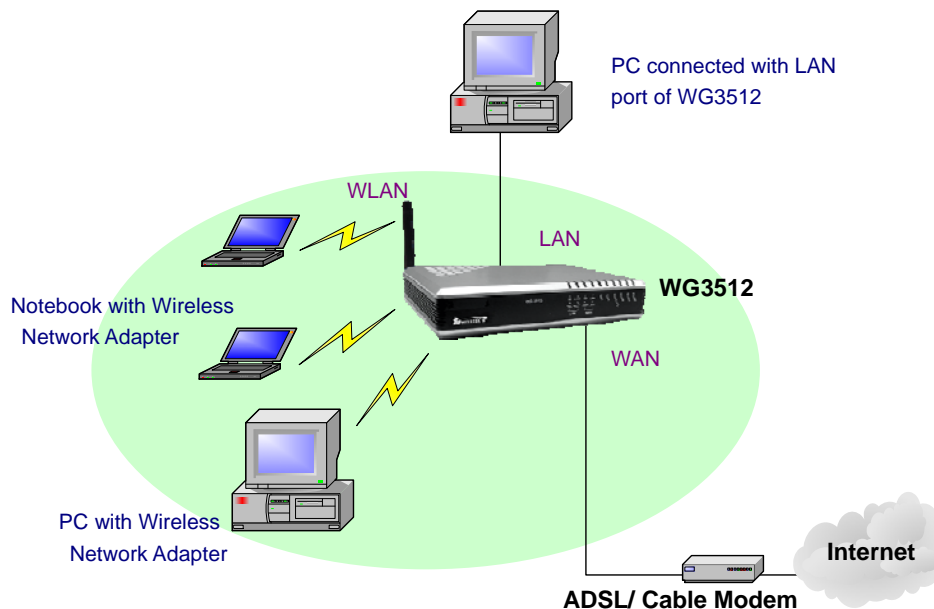 PC connected with LAN
port of WG3512
WLAN
LAN
WG3512
Notebook with Wireless
Network Adapter
WAN
PC with Wireless
Network Adapter
Internet
ADSL/ Cable Modem